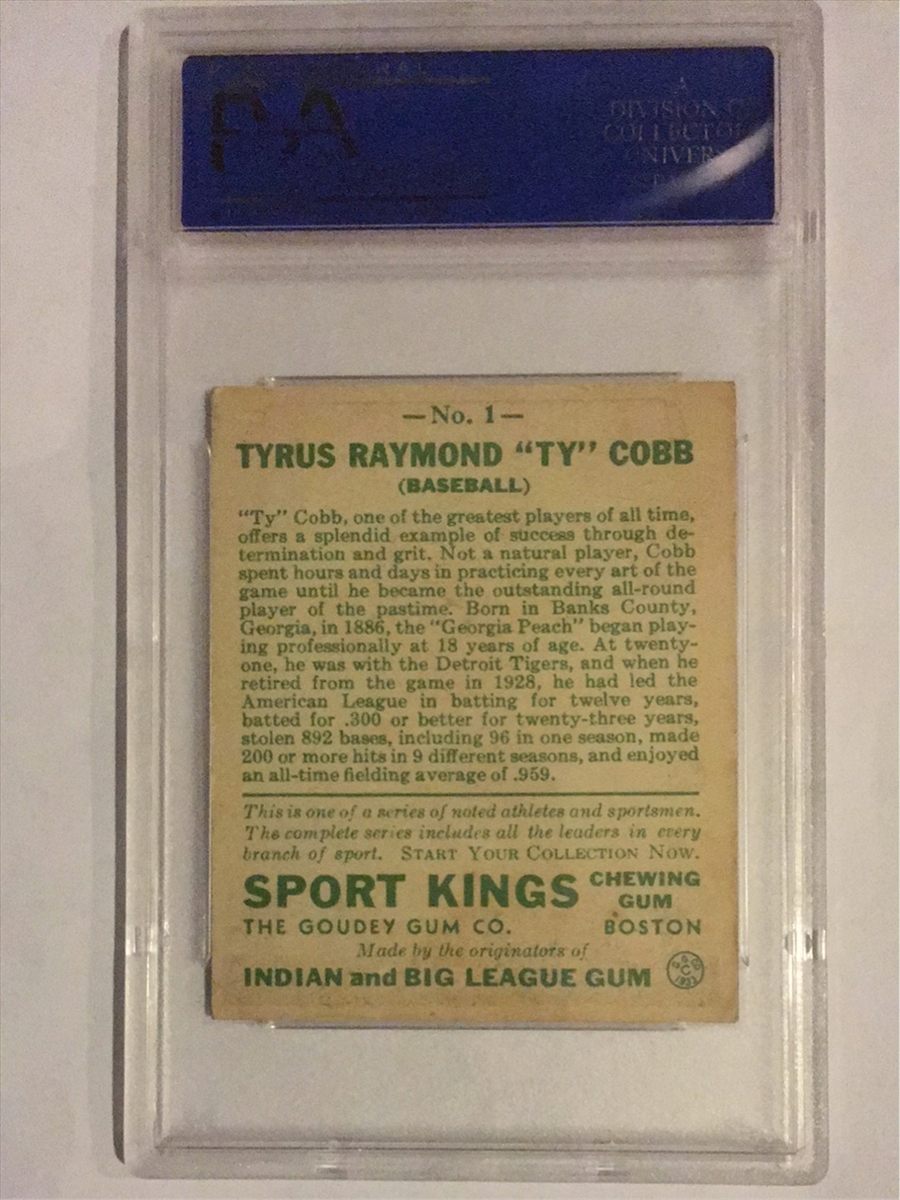 A
DIVISION
COLLECTO
UNIVER
—No. 1—
TYRUS RAYMOND “TY” COBB
(BASEBALL)
“Ty” Cobb, one of the greatest players of all time,
offers a splendid example of success through de-
termination and grit. Not a natural player, Cobb
spent hours and days in practicing every art of the
game until he became the outstanding all-round
player of the pastime. Born in Banks County,
Georgia, in 1886, the “Georgia Peach” began play-
ing professionally at 18 years of age. At twenty-
one, he was with the Detroit Tigers, and when he
retired from the game in 1928, he had led the
American League in batting for twelve years,
batted for .300 or better for twenty-three years,
stolen 892 bases, including 96 in one season, made
200 or more hits in 9 different seasons, and enjoyed
an all-time fielding average of .959.
This is one of a series of noted athletes and sportsmen.
The complete series includes all the leaders in every
branch of sport. START YOUR COLLECTION NOW.
SPORT KINGS CHEWING GUM
THE GOUDEY GUM CO. BOSTON
Made by the originators of
INDIAN and BIG LEAGUE GUM